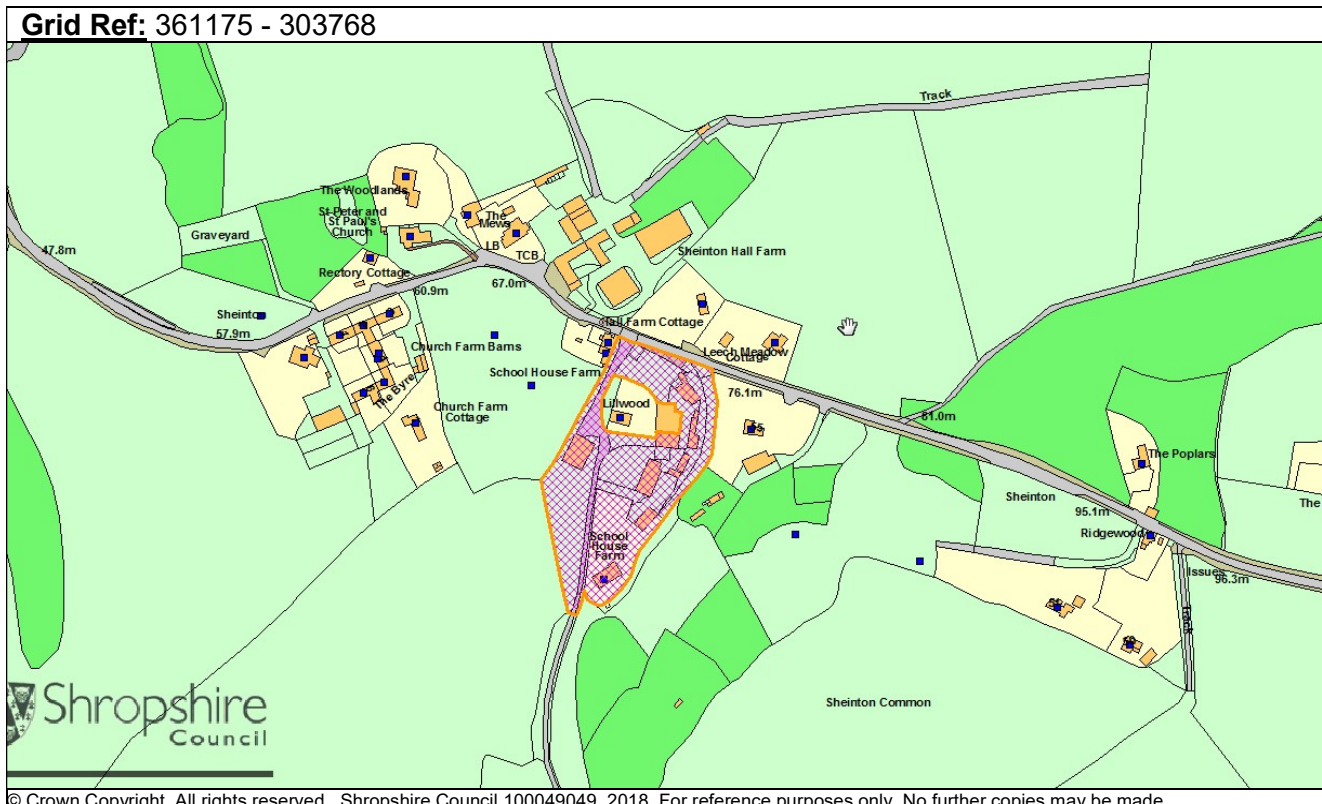 Grid Ref: 361175 - 303768
Track
The Woodlands
St Peter and
St Paul's
Church
The
Mews
LB
TCB
Graveyard
47.8m
Rectory Cottage
Sheinton Hall Farm
60.9m
67.0m
Sheinton
57.9m
Hall Farm Cottage
Church Farm Barns
Leech Meadow
Cottage
School House Farm
The Byre
76.1m
Lillwood
Church Farm
Cottage
81.0m
55
The Poplars
Sheinton
The
95.1m
Ridgewood
School
House
Farm
Issues
96.3m
Track
Sheinton Common
Shropshire
Council
© Crown Copyright. All rights reserved. Shropshire Council 100049049. 2018. For reference purposes only. No further copies may be made.